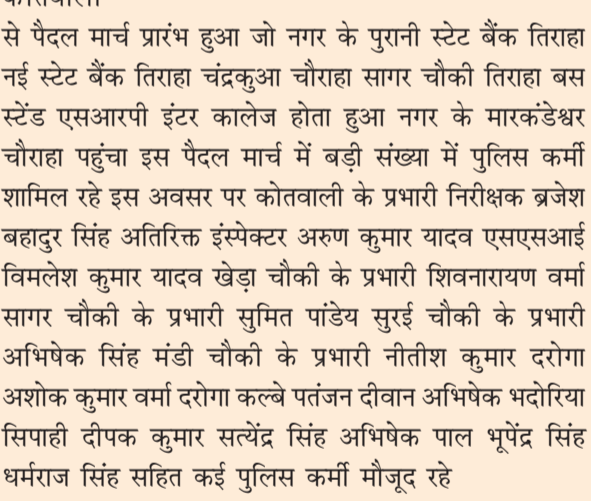 से पैदल मार्च प्रारंभ हुआ जो नगर के पुरानी स्टेट बैंक तिराहा
नई स्टेट बैंक तिराहा चंद्रकुआ चौराहा सागर चौकी तिराहा बस
स्टेंड एसआरपी इंटर कालेज होता हुआ नगर के मारकंडेश्वर
चौराहा पहुंचा इस पैदल मार्च में बड़ी संख्या में पुलिस कर्मी
शामिल रहे इस अवसर पर कोतवाली के प्रभारी निरीक्षक ब्रजेश
बहादुर सिंह अतिरिक्त इंस्पेक्टर अरुण कुमार यादव एसएसआई
विमलेश कुमार यादव खेड़ा चौकी के प्रभारी शिवनारायण वर्मा
सागर चौकी के प्रभारी सुमित पांडेय सुरई चौकी के प्रभारी
अभिषेक सिंह मंडी चौकी के प्रभारी नीतीश कुमार दरोगा
अशोक कुमार वर्मा दरोगा कल्बे पतंजन दीवान अभिषेक भदोरिया
सिपाही दीपक कुमार सत्येंद्र सिंह अभिषेक पाल भूपेंद्र सिंह
धर्मराज सिंह सहित कई पुलिस कर्मी मौजूद रहे